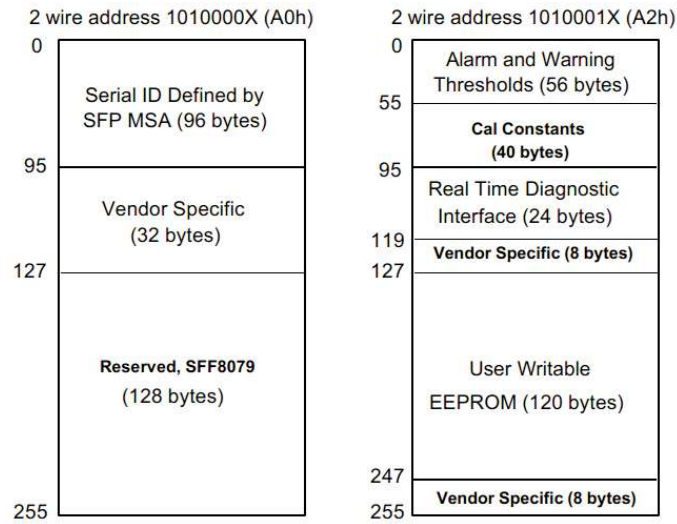 2 wire address 1010000X (A0h)
0
Serial ID Defined by
SFP MSA (96 bytes)
95
Vendor Specific
(32 bytes)
127
Reserved, SFF8079
(128 bytes)
255
2 wire address 1010001X (A2h)
0
Alarm and Warning
Thresholds (56 bytes)
55
Cal Constants
(40 bytes)
95
Real Time Diagnostic
Interface (24 bytes)
119
Vendor Specific (8 bytes)
127
User Writable
EEPROM (120 bytes)
247
Vendor Specific (8 bytes)
255